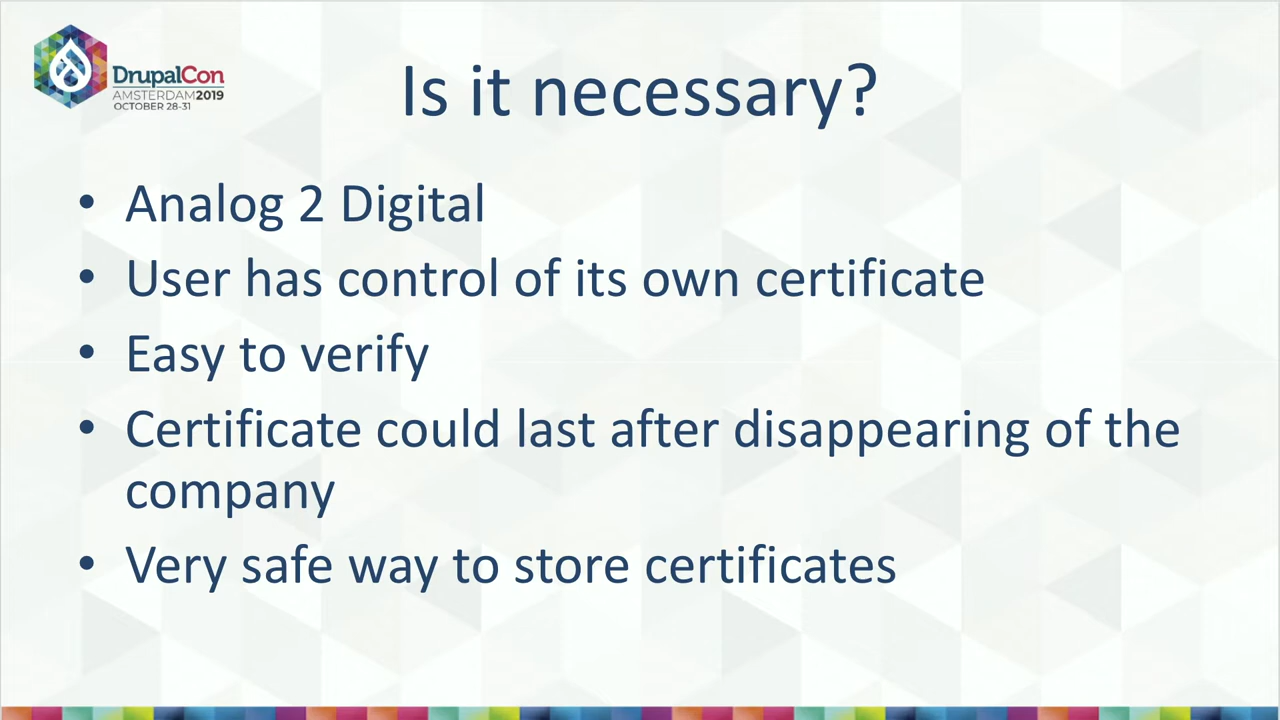 DrupalCon
AMSTERDAM2019
OCTOBER 28-31
Is it necessary?
• Analog 2 Digital
• User has control of its own certificate
• Easy to verify
• Certificate could last after disappearing of the
company
• Very safe way to store certificates